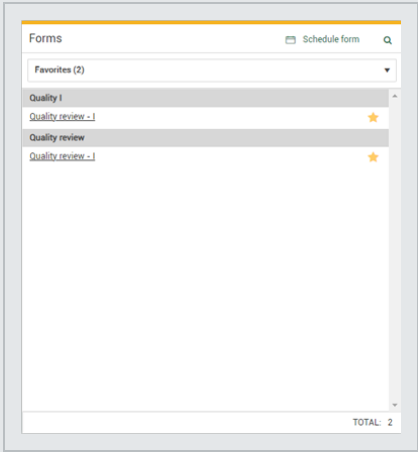 Forms
Schedule form
Favorites (2)
Quality I
Quality review - I
Quality review
Quality review - I
TOTAL: 2